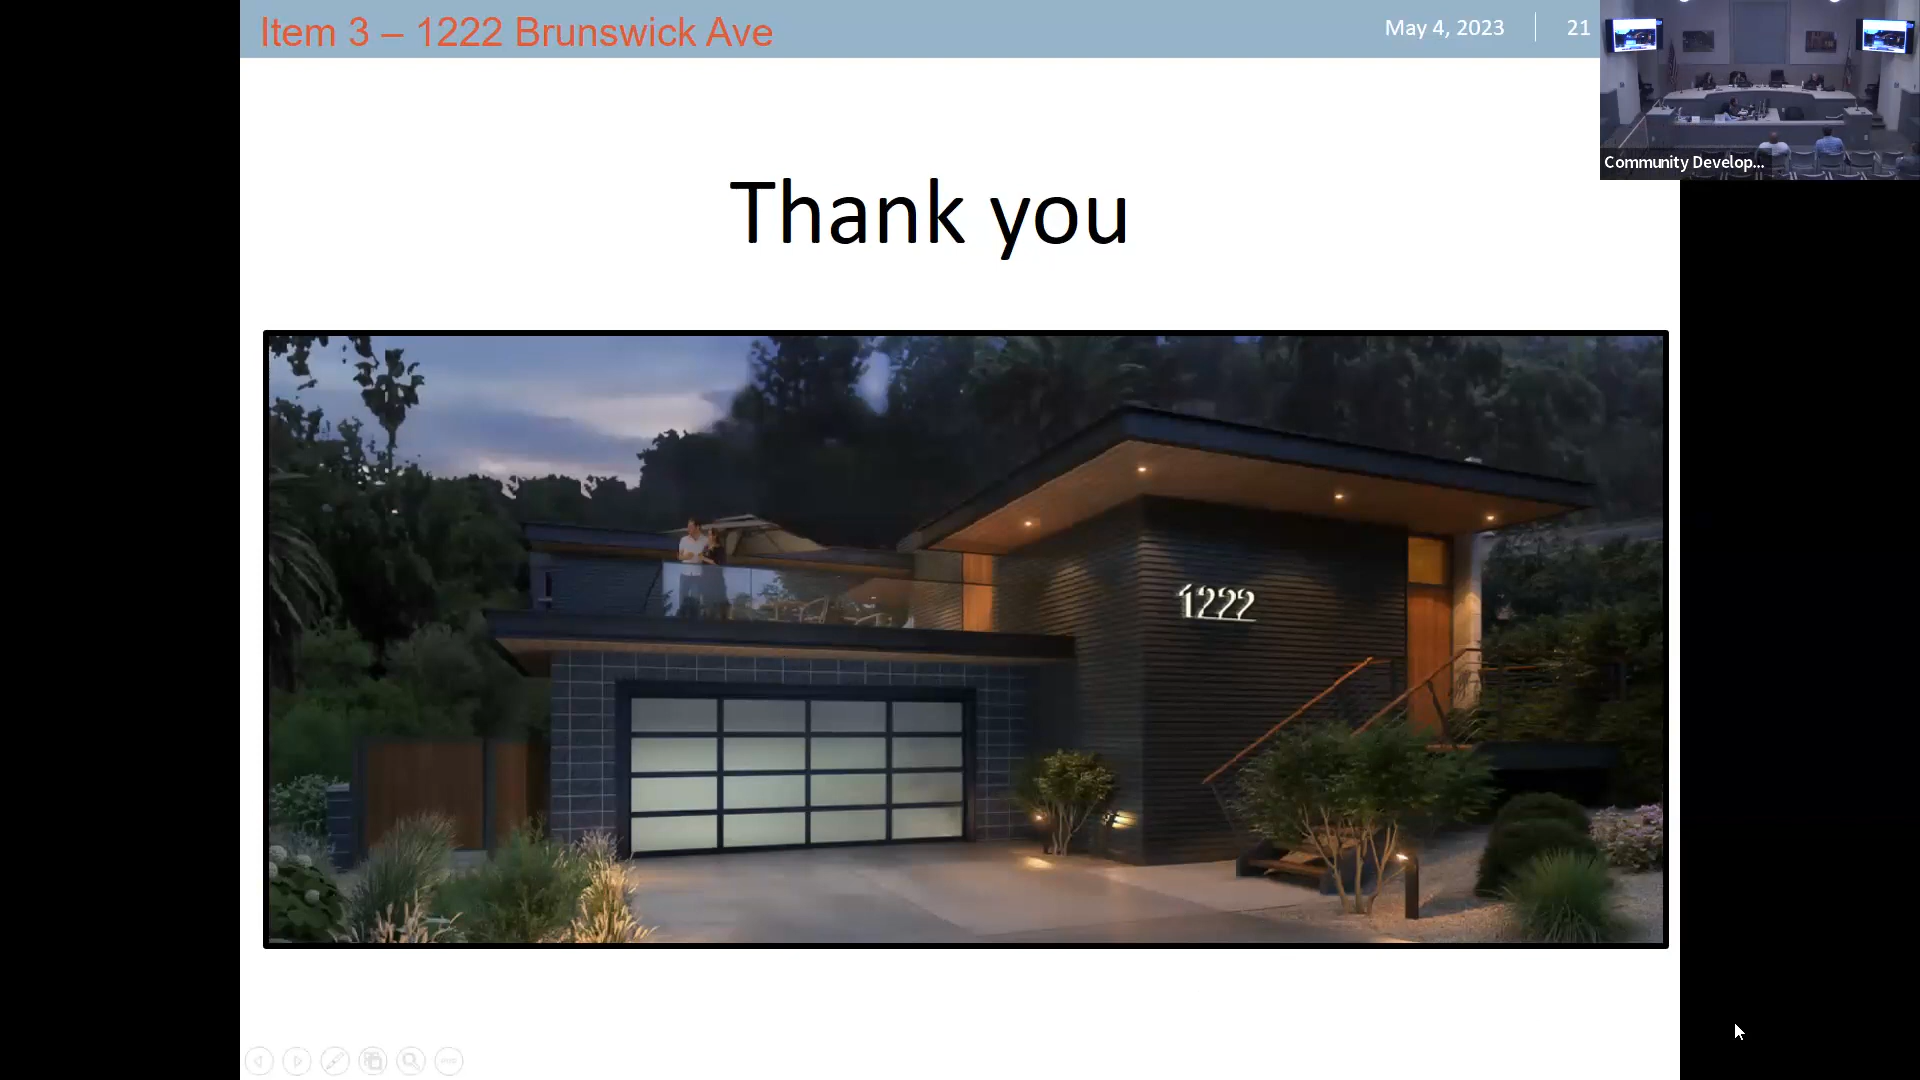 Item 3 – 1222 Brunswick Ave
May 4, 2023
21
Community Develop...
Thank you
1222